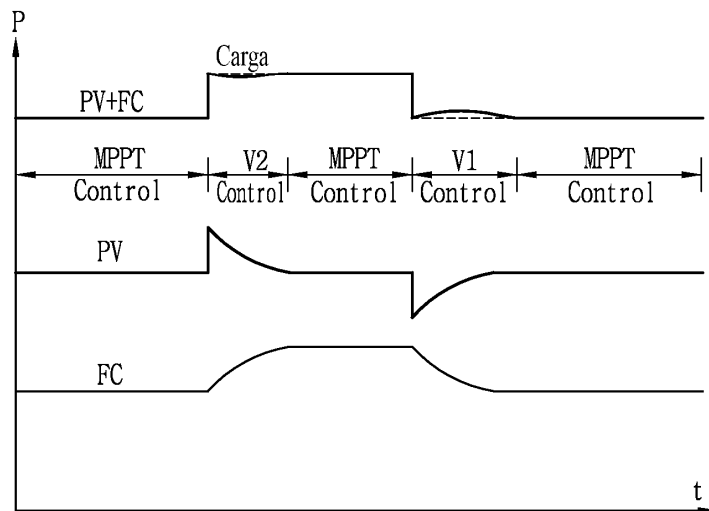 P
Carga
PV+FC
MPPT
Control
V2
Control
MPPT
Control
V1
Control
MPPT
Control
PV
FC
t